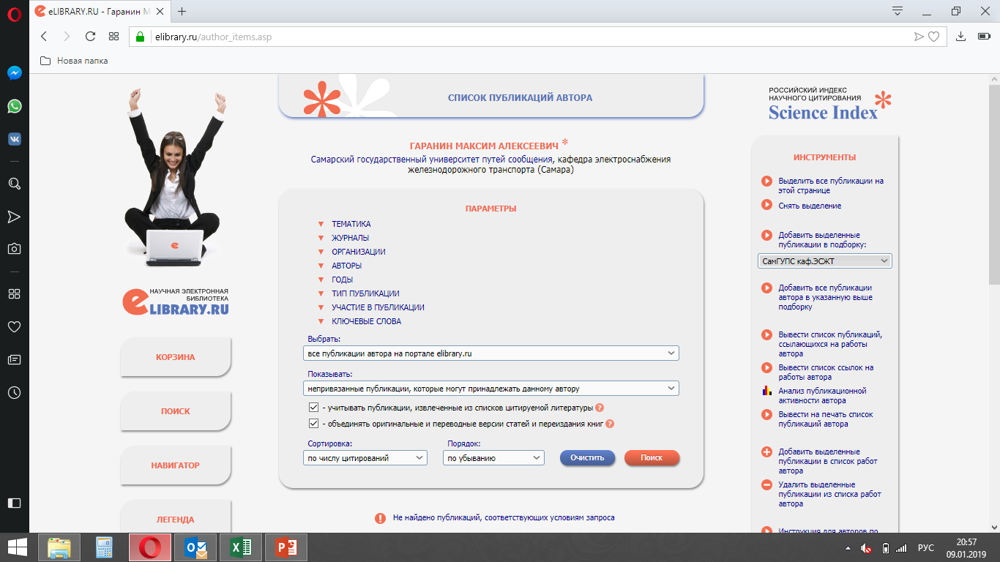 eLIBRARY.RU - Гаранин М
elibrary.ru/author_items.asp
Новая папка
НАУЧНАЯ ЭЛЕКТРОННАЯ
БИБЛИОТЕКА
eLIBRARY.RU
КОРЗИНА
ПОИСК
НАВИГАТОР
ЛЕГЕНДА
СПИСОК ПУБЛИКАЦИЙ АВТОРА
ГАРАНИН МАКСИМ АЛЕКСЕЕВИЧ *
Самарский государственный университет путей сообщения, кафедра электроснабжения
железнодорожного транспорта (Самара)
ПАРАМЕТРЫ
ТЕМАТИКА
ЖУРНАЛЫ
ОРГАНИЗАЦИИ
АВТОРЫ
ГОДЫ
ТИП ПУБЛИКАЦИИ
УЧАСТИЕ В ПУБЛИКАЦИИ
КЛЮЧЕВЫЕ СЛОВА
Выбрать:
все публикации автора на портале elibrary.ru
Показывать:
непривязанные публикации, которые могут принадлежать данному автору
- учитывать публикации, извлеченные из списков цитируемой литературы ?
- объединять оригинальные и переводные версии статей и переиздания книг ?
Сортировка:
по числу цитирований
Порядок:
по убыванию
Очистить
Поиск
Не найдено публикаций, соответствующих условиям запроса
РОССИЙСКИЙ ИНДЕКС
НАУЧНОГО ЦИТИРОВАНИЯ
Science Index
ИНСТРУМЕНТЫ
Выделить все публикации на
этой странице
Снять выделение
Добавить выделенные
публикации в подборку:
СамГУПС каф.ЭСЖТ
Добавить все публикации
автора в указанную выше
подборку
Вывести список публикаций,
ссылающихся на работы
автора
Вывести список ссылок на
работы автора
Анализ публикационной
активности автора
Вывести на печать список
публикаций автора
Добавить выделенные
публикации в список работ
автора
Удалить выделенные
публикации из списка работ
автора
Инструкция для авторов по
РУС
20:57
09.01.2019